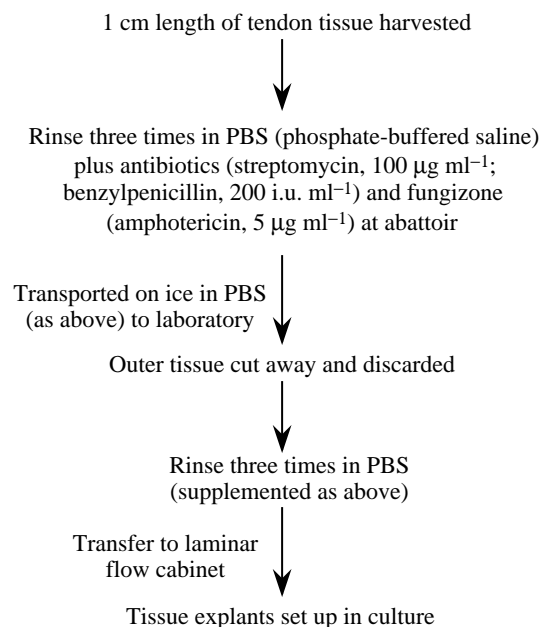 1 cm length of tendon tissue harvested
Rinse three times in PBS (phosphate-buffered saline)
plus antibiotics (streptomycin, 100 μg ml⁻¹;
benzylpenicillin, 200 i.u. ml⁻¹) and fungizone
(amphotericin, 5 μg ml⁻¹) at abattoir
Transported on ice in PBS
(as above) to laboratory
Outer tissue cut away and discarded
Rinse three times in PBS
(supplemented as above)
Transfer to laminar
flow cabinet
Tissue explants set up in culture